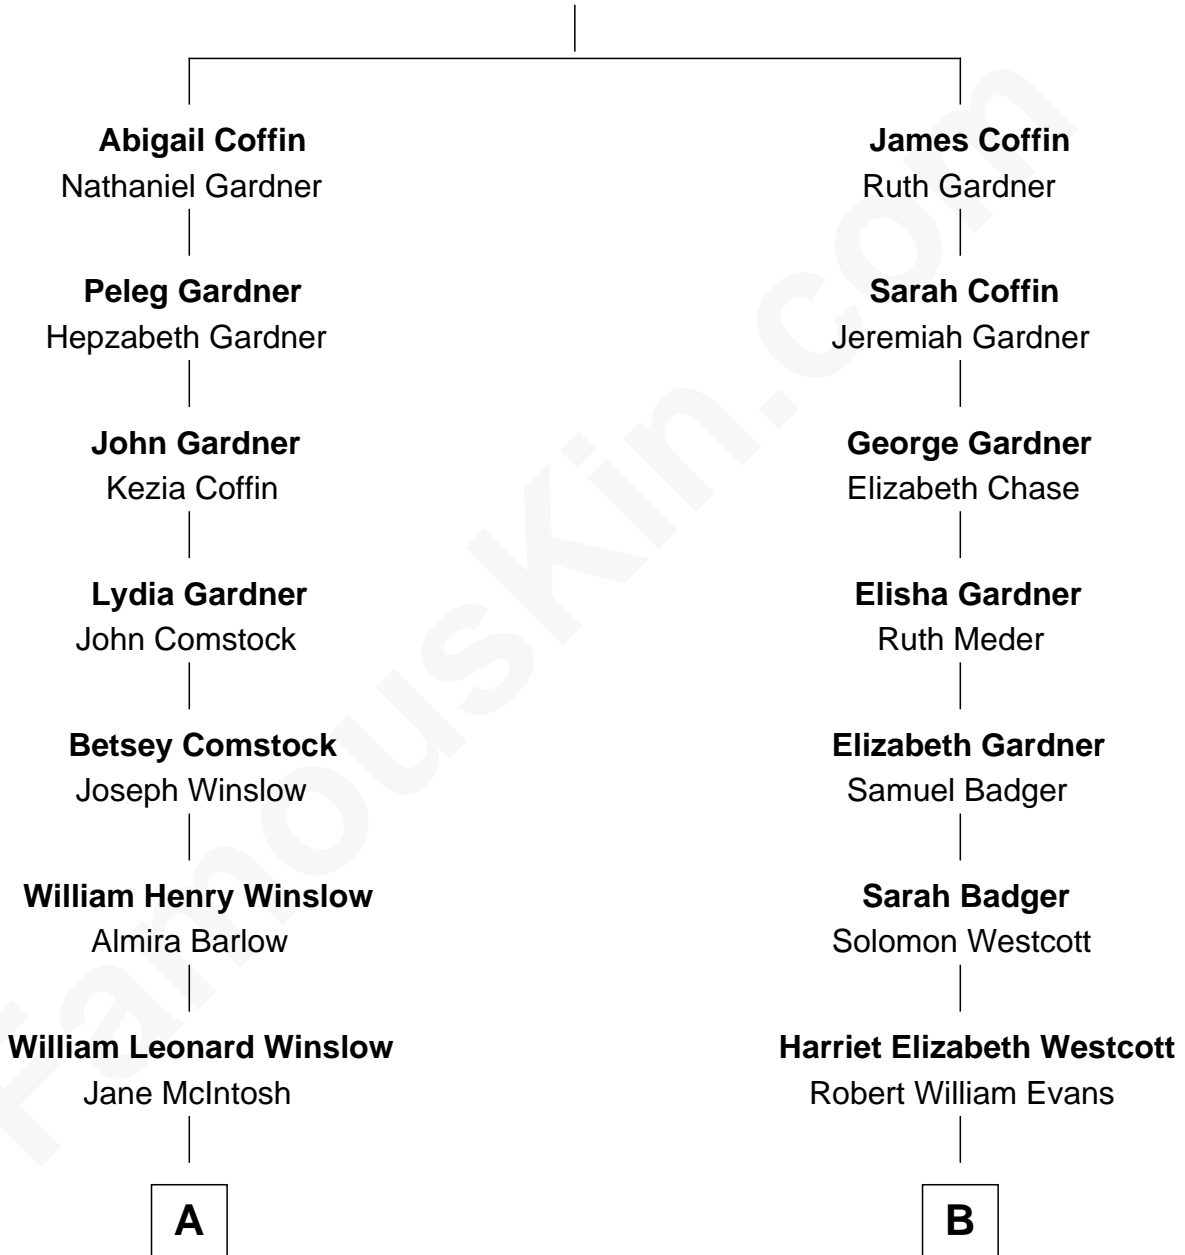 Abigail Coffin
Nathaniel Gardner
Peleg Gardner
Hepzabeth Gardner
John Gardner
Kezia Coffin
Lydia Gardner
John Comstock
Betsey Comstock
Joseph Winslow
William Henry Winslow
Almira Barlow
William Leonard Winslow
Jane McIntosh
A
James Coffin
Ruth Gardner
Sarah Coffin
Jeremiah Gardner
George Gardner
Elizabeth Chase
Elisha Gardner
Ruth Meder
Elizabeth Gardner
Samuel Badger
Sarah Badger
Solomon Westcott
Harriet Elizabeth Westcott
Robert William Evans
B
FamousKin.com